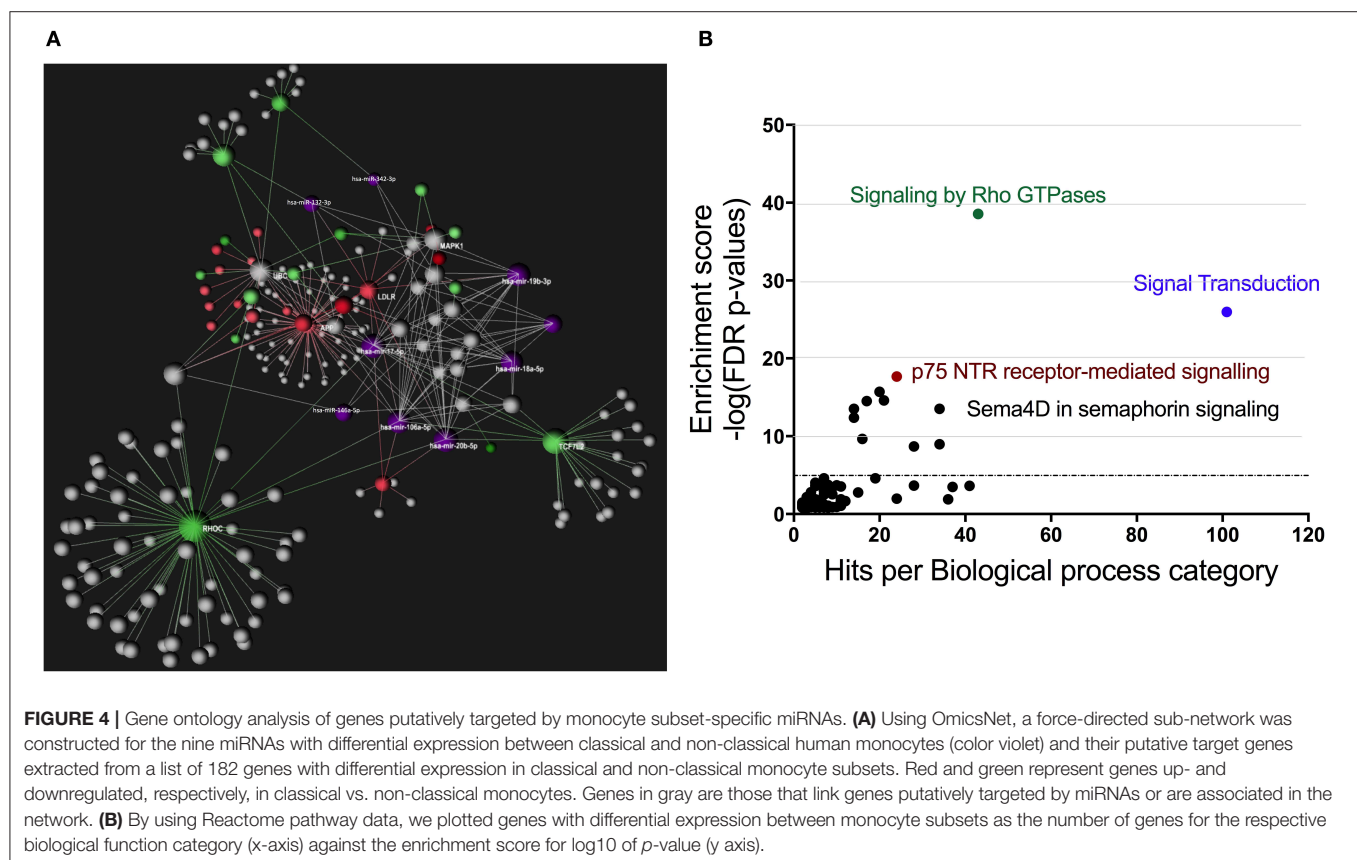 A
B
hsa-miR-342-3p
hsa-miR-132-3p
MAPK1
UBC
hsa-mir-19b-3p
LDLR
APP
hsa-mir-17-5p
hsa-mir-18a-5p
hsa-miR-146a-5p
hsa-mir-106a-5p
hsa-mir-20b-5p
TCF7L2
RHOC
50
40
30
20
10
0
Enrichiment score
-log(FDR p-values)
Signaling by Rho GTPases
Signal Transduction
p75 NTR receptor-mediated signalling
Sema4D in semaphorin signaling
0 20 40 60 80 100 120
Hits per Biological process category
FIGURE 4 | Gene ontology analysis of genes putatively targeted by monocyte subset-specific miRNAs. (A) Using OmicsNet, a force-directed sub-network was
constructed for the nine miRNAs with differential expression between classical and non-classical human monocytes (color violet) and their putative target genes
extracted from a list of 182 genes with differential expression in classical and non-classical monocyte subsets. Red and green represent genes up- and
downregulated, respectively, in classical vs. non-classical monocytes. Genes in gray are those that link genes putatively targeted by miRNAs or are associated in the
network. (B) By using Reactome pathway data, we plotted genes with differential expression between monocyte subsets as the number of genes for the respective
biological function category (x-axis) against the enrichment score for log10 of p-value (y axis).